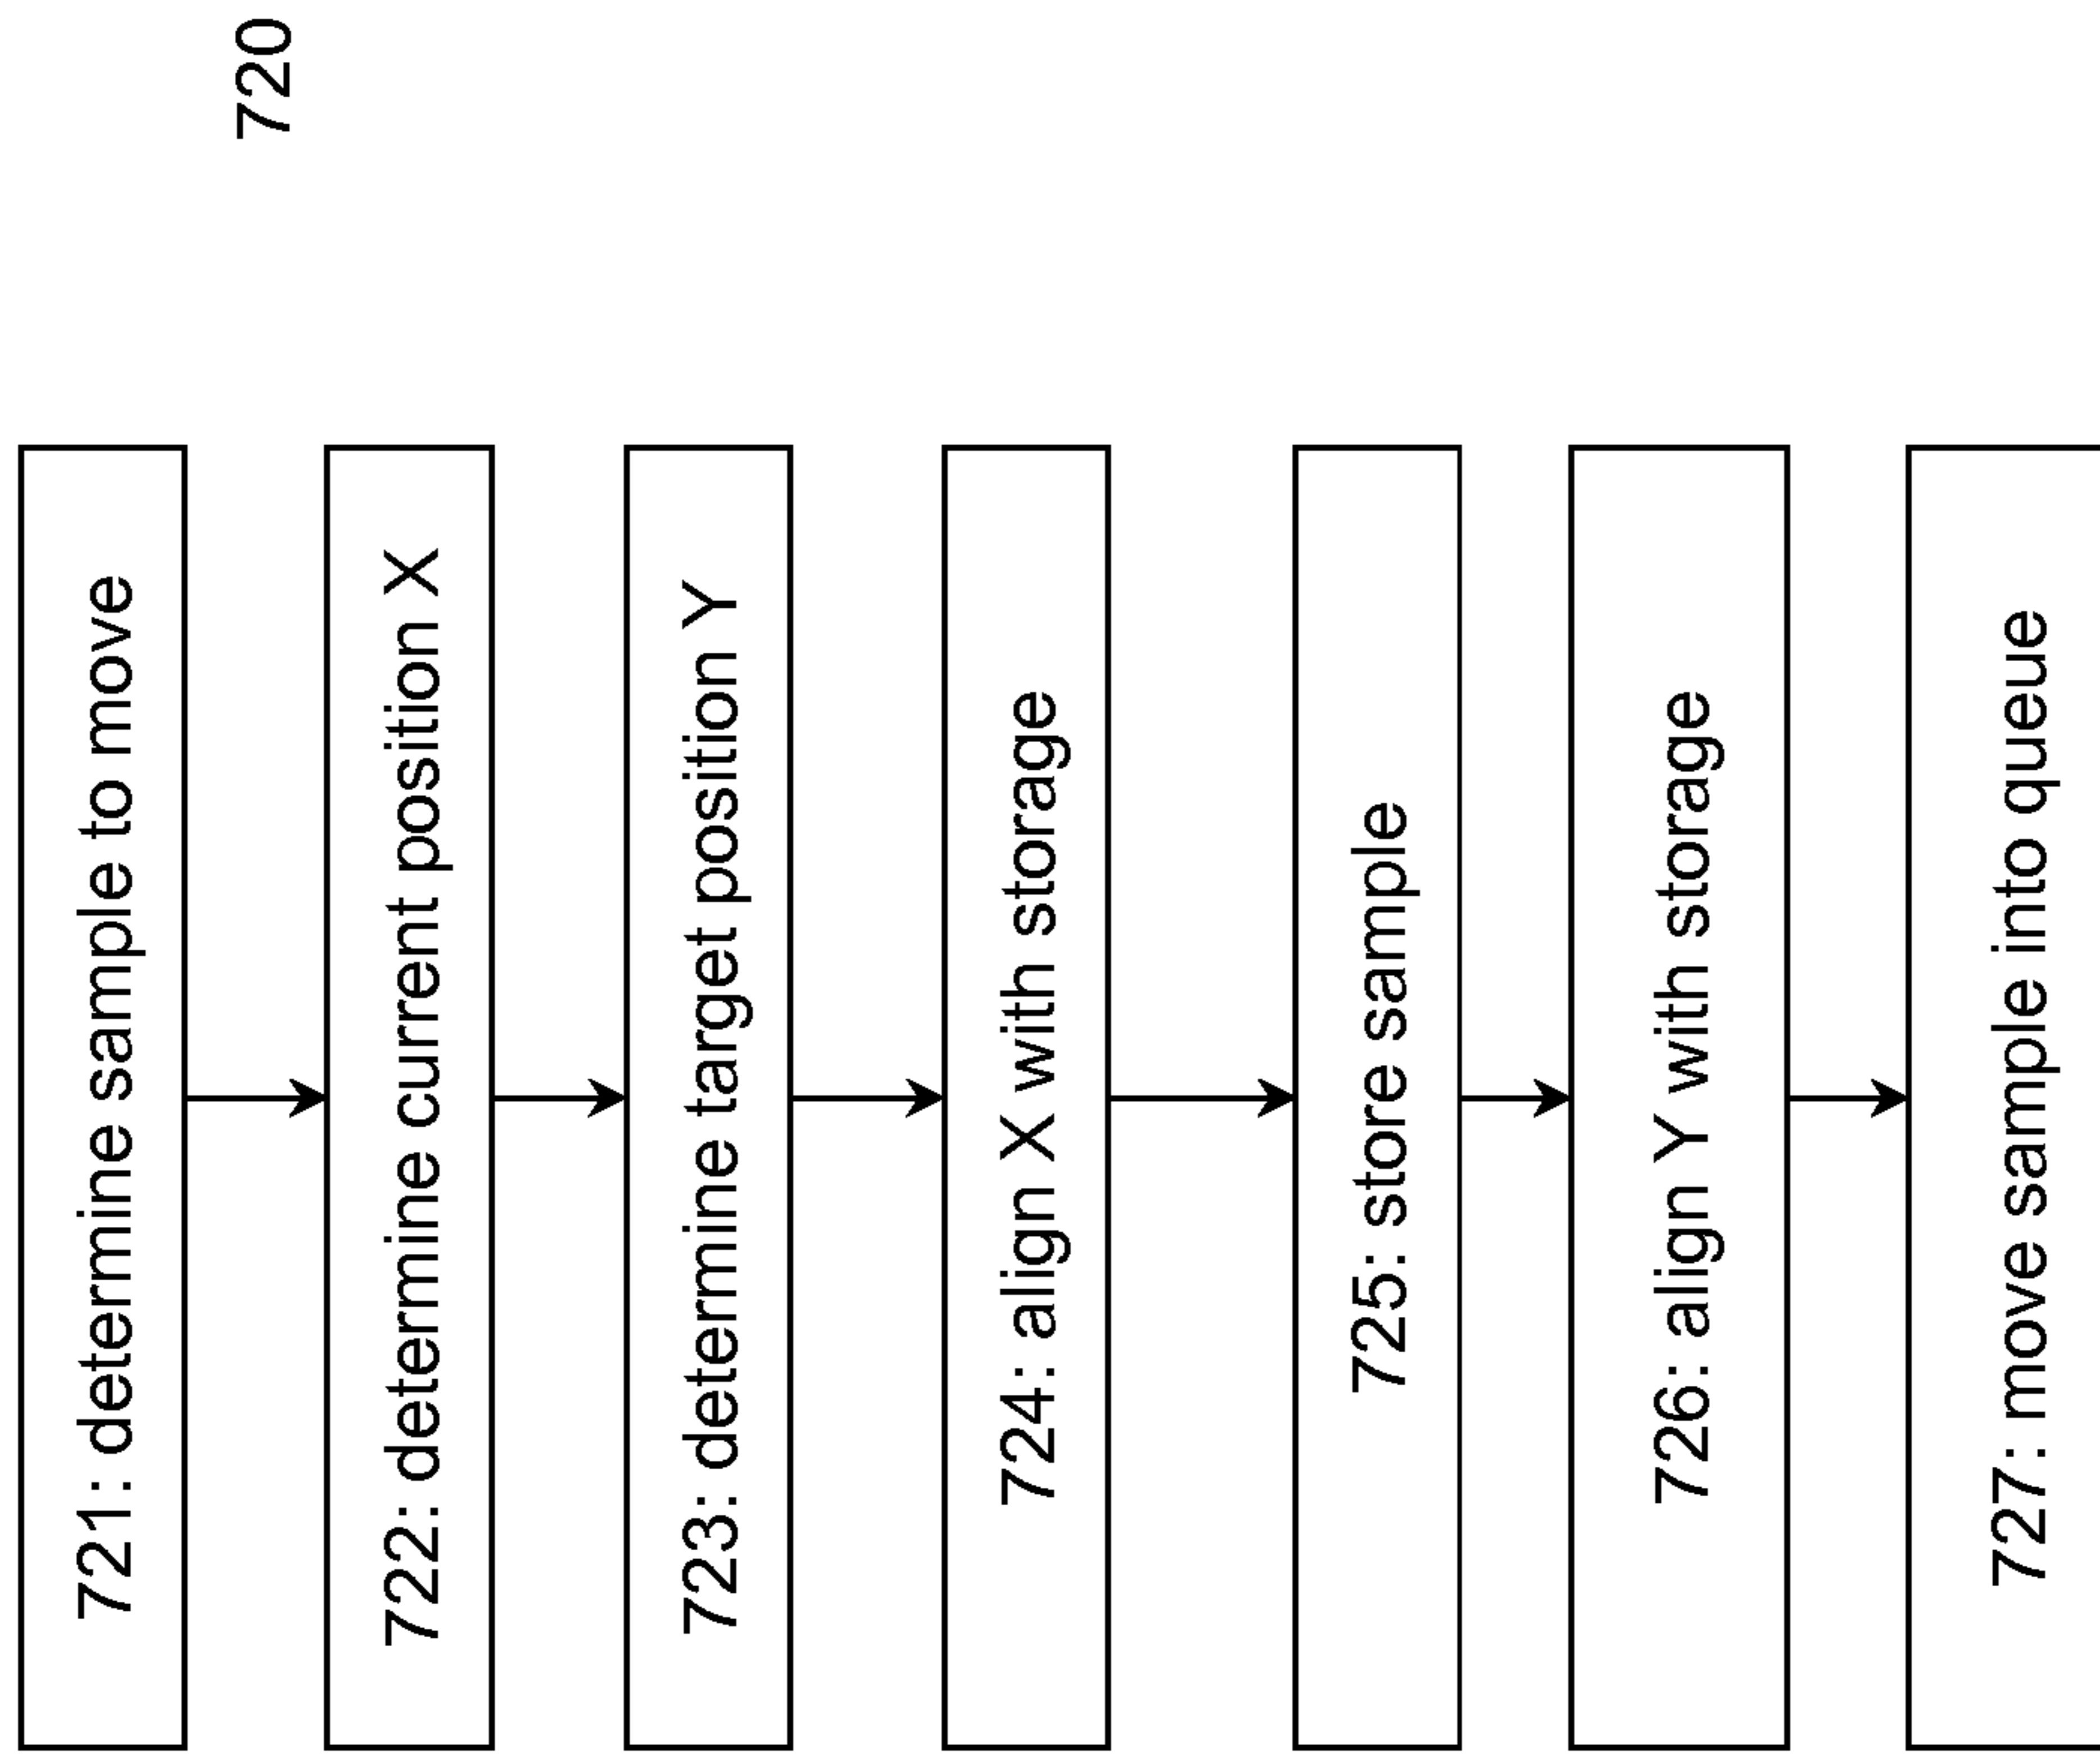 720
721: determine sample to move
722: determine current position X
723: determine target position Y
724: align X with storage
725: store sample
726: align Y with storage
727: move sample into queue